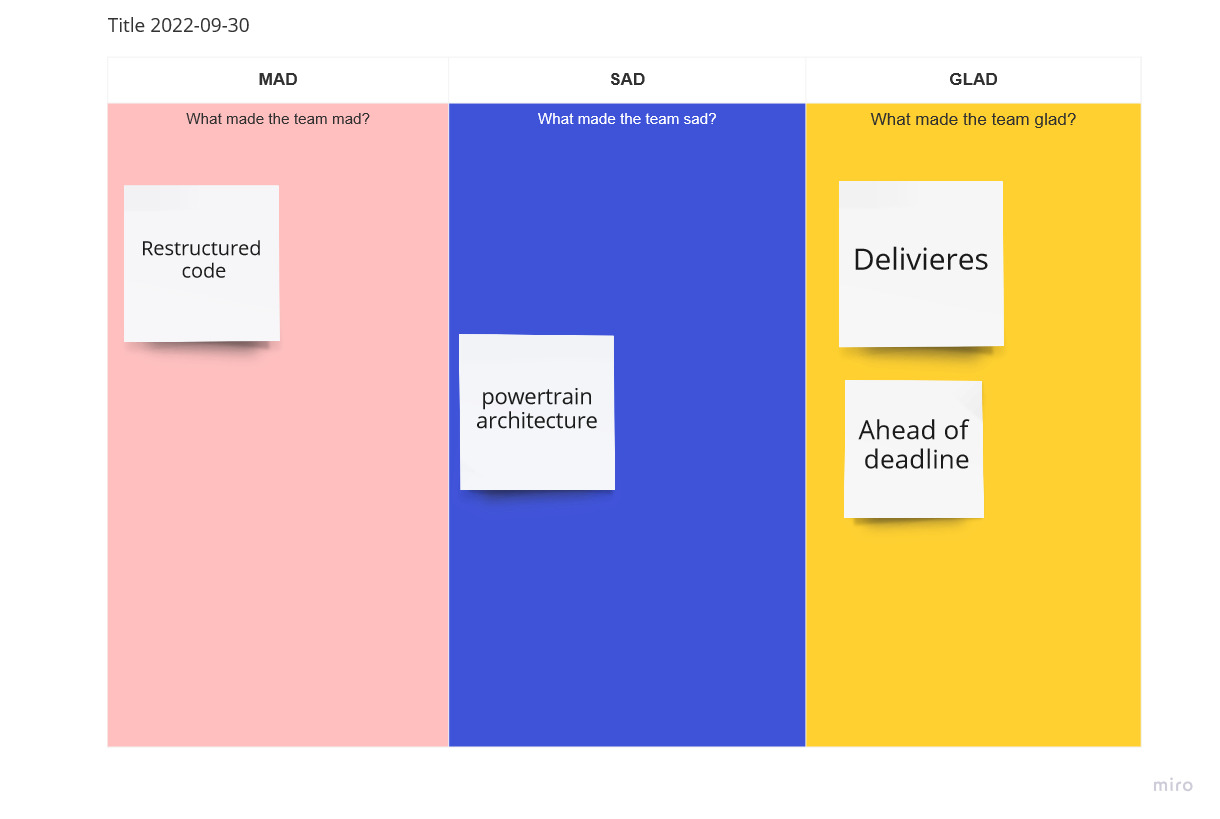 Title 2022-09-30
MAD
SAD
GLAD
What made the team mad?
What made the team sad?
What made the team glad?
Restructured
code
powertrain
architecture
Delivieres
Ahead of
deadline
miro